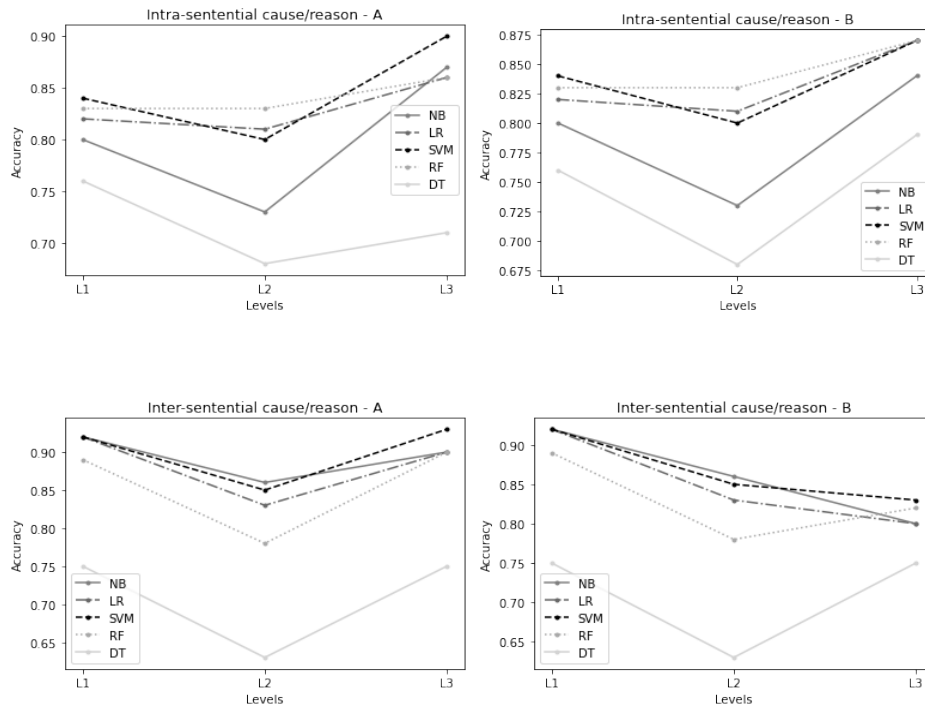 Intra-sentential cause/reason - A
0.90
0.85
0.80
0.75
0.70
Accuracy
NB
LR
SVM
RF
DT
L1
L2
L3
Levels
Intra-sentential cause/reason - B
0.875
0.850
0.825
0.800
0.775
0.750
0.725
0.700
0.675
Accuracy
NB
LR
SVM
RF
DT
L1
L2
L3
Levels
Inter-sentential cause/reason - A
0.90
0.85
0.80
0.75
0.70
0.65
Accuracy
NB
LR
SVM
RF
DT
L1
L2
L3
Levels
Inter-sentential cause/reason - B
0.90
0.85
0.80
0.75
0.70
0.65
Accuracy
NB
LR
SVM
RF
DT
L1
L2
L3
Levels